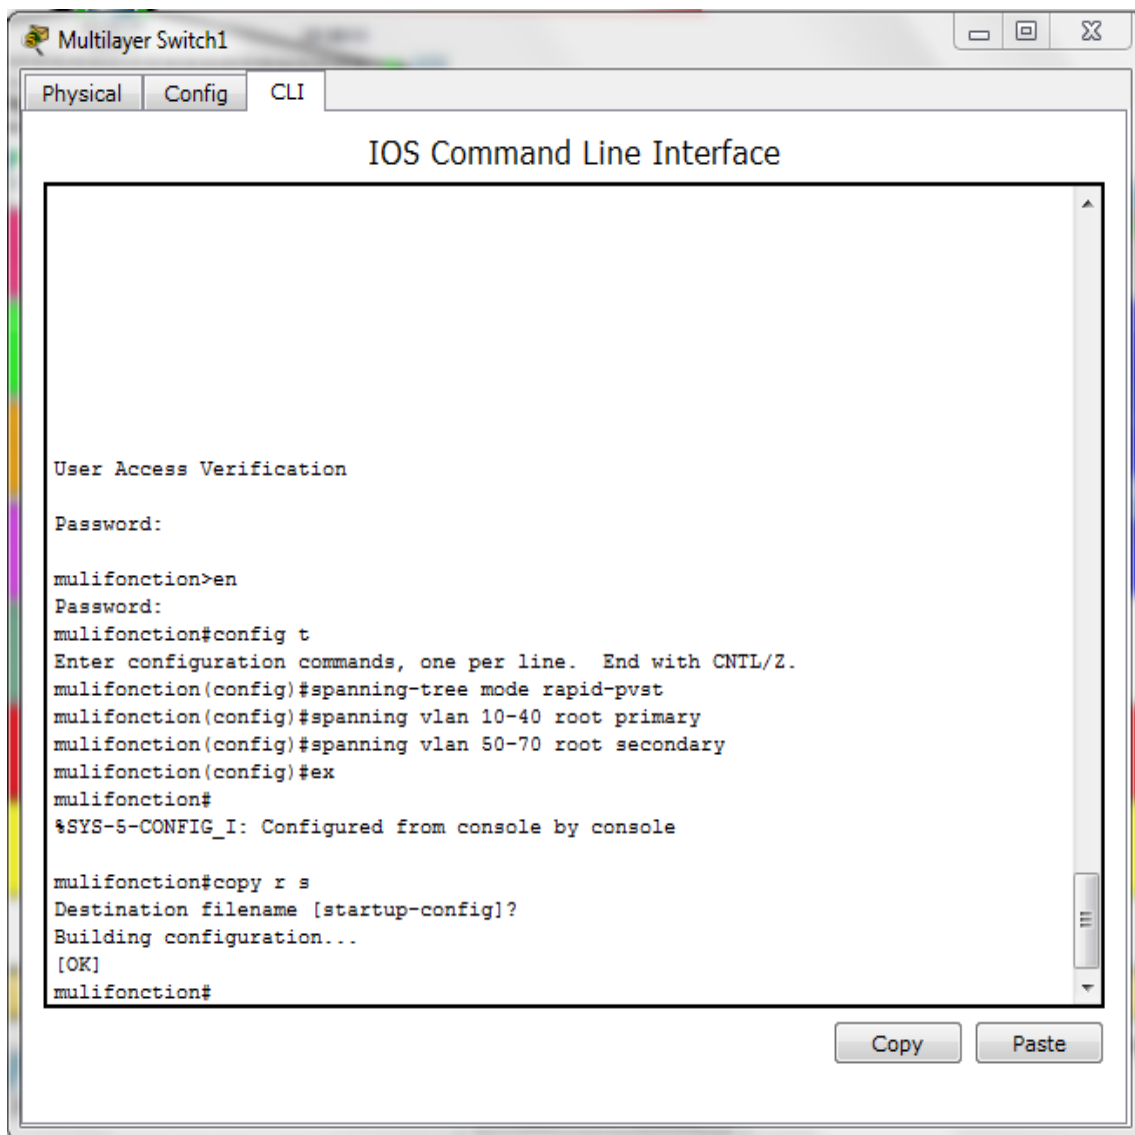 Multilayer Switch1
Physical Config CLI
IOS Command Line Interface
User Access Verification
Password:
mulifonction>en
Password:
mulifonction#config t
Enter configuration commands, one per line.  End with CNTL/Z.
mulifonction(config)#spanning-tree mode rapid-pvst
mulifonction(config)#spanning vlan 10-40 root primary
mulifonction(config)#spanning vlan 50-70 root secondary
mulifonction(config)#ex
mulifonction#
%SYS-5-CONFIG_I: Configured from console by console
mulifonction#copy r s
Destination filename [startup-config]?
Building configuration...
[OK]
mulifonction#
Copy Paste